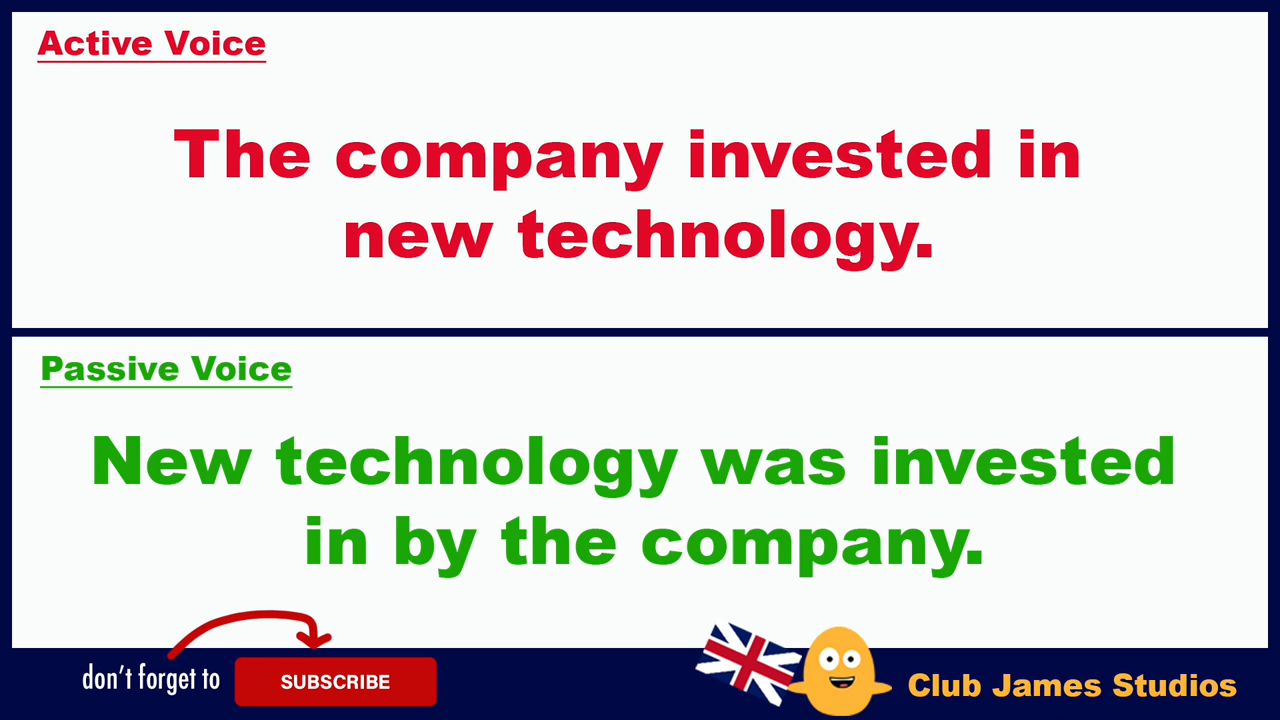 Active Voice
The company invested in
new technology.
Passive Voice
New technology was invested
in by the company.
don't forget to
SUBSCRIBE
Club James Studios